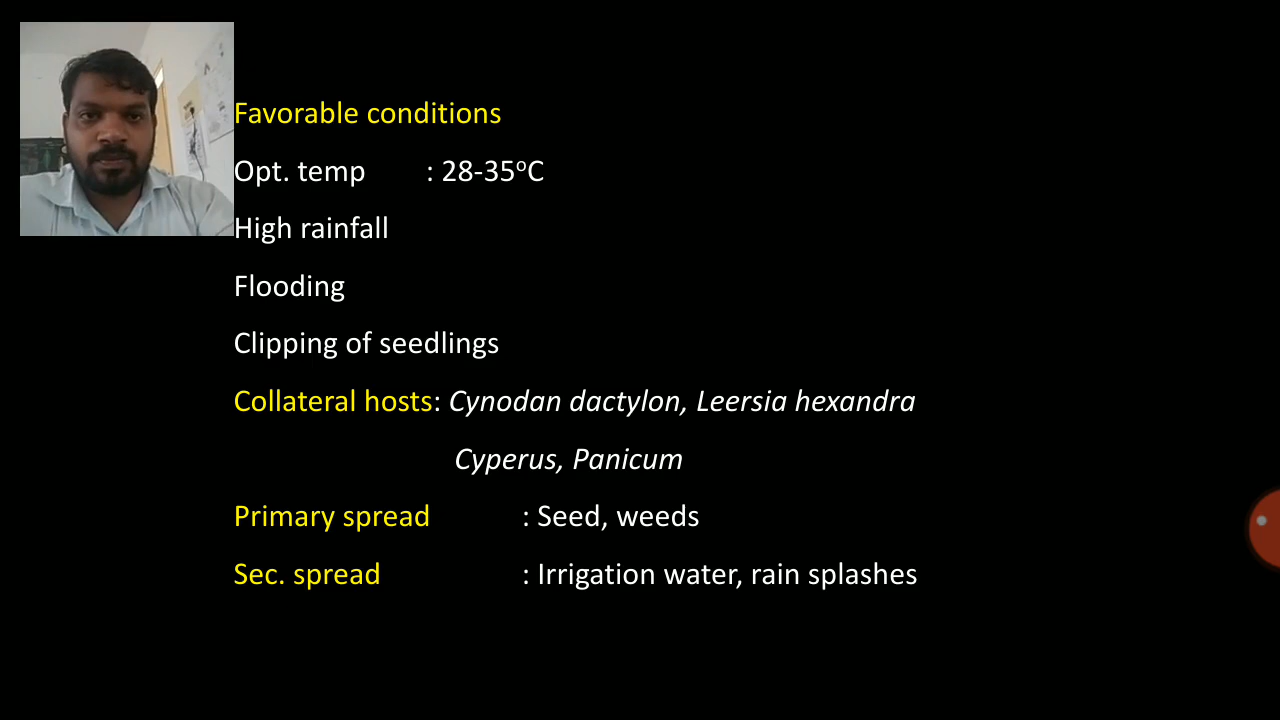 Favorable conditions
Opt. temp : 28-35ºC
High rainfall
Flooding
Clipping of seedlings
Collateral hosts: Cynodan dactylon, Leersia hexandra
Cyperus, Panicum
Primary spread : Seed, weeds
Sec. spread : Irrigation water, rain splashes